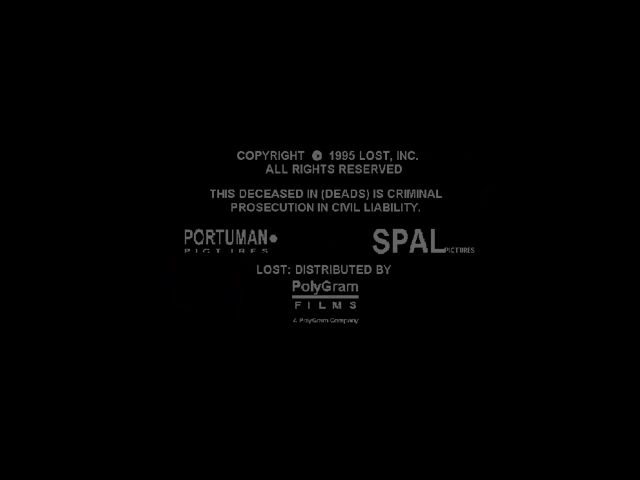 COPYRIGHT © 1995 LOST, INC.
ALL RIGHTS RESERVED
THIS DECEASED IN (DEADS) IS CRIMINAL
PROSECUTION IN CIVIL LIABILITY.
PORTUMAN
PICTURES
SPAL PICTURES
LOST: DISTRIBUTED BY
PolyGram
FILMS
A PolyGram Company